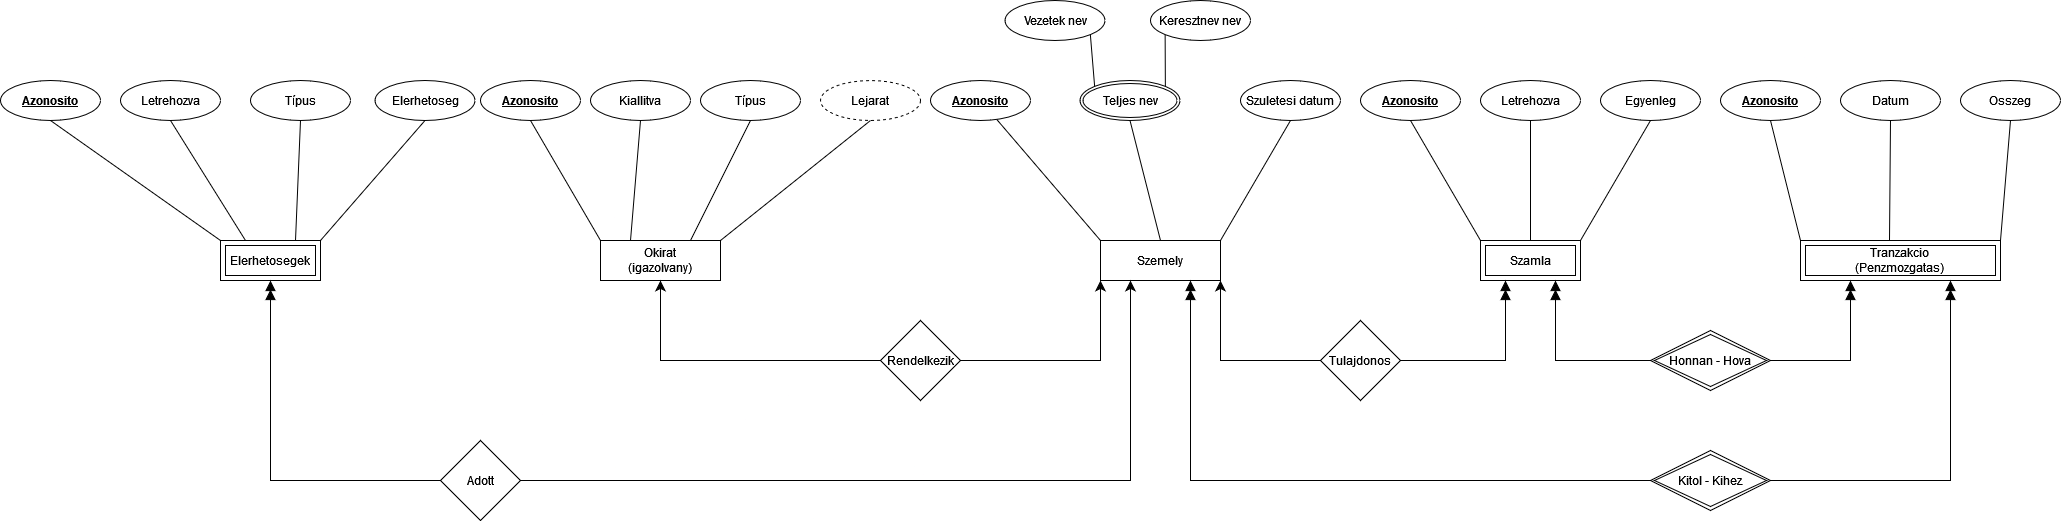 Vezetek nev
Keresztnev nev
Azonosito
Letrehozva
Típus
Elerhetoseg
Azonosito
Kiallitva
Típus
Lejarat
Azonosito
Teljes nev
Szuletesi datum
Azonosito
Letrehozva
Egyenleg
Azonosito
Datum
Osszeg
Elerhetosegek
Okirat
(igazolvany)
Szemely
Szamla
Tranzakcio
(Penzmozgatas)
Rendelkezik
Tulajdonos
Honnan - Hova
Adott
Kitol - Kihez